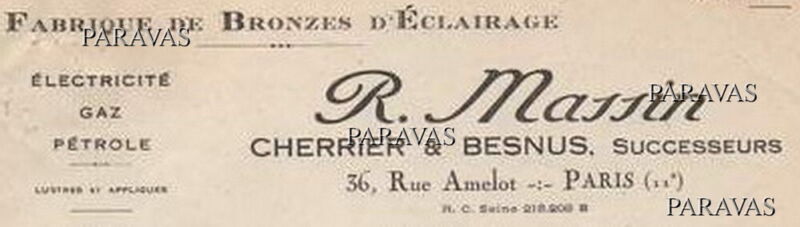 FABRIQUE DE BRONZES D'ÉCLAIRAGE
PARAVAS
ÉLECTRICITÉ
GAZ
PÉTROLE
LUSTRES ET APPLIQUES
R. Massin
PARAVAS
PARAVAS
CHERRIER & BESNUS, SUCCESSEURS
36, Rue Amelot -:- PARIS (11e)
R. C. Seine 218.208 B
PARAVAS